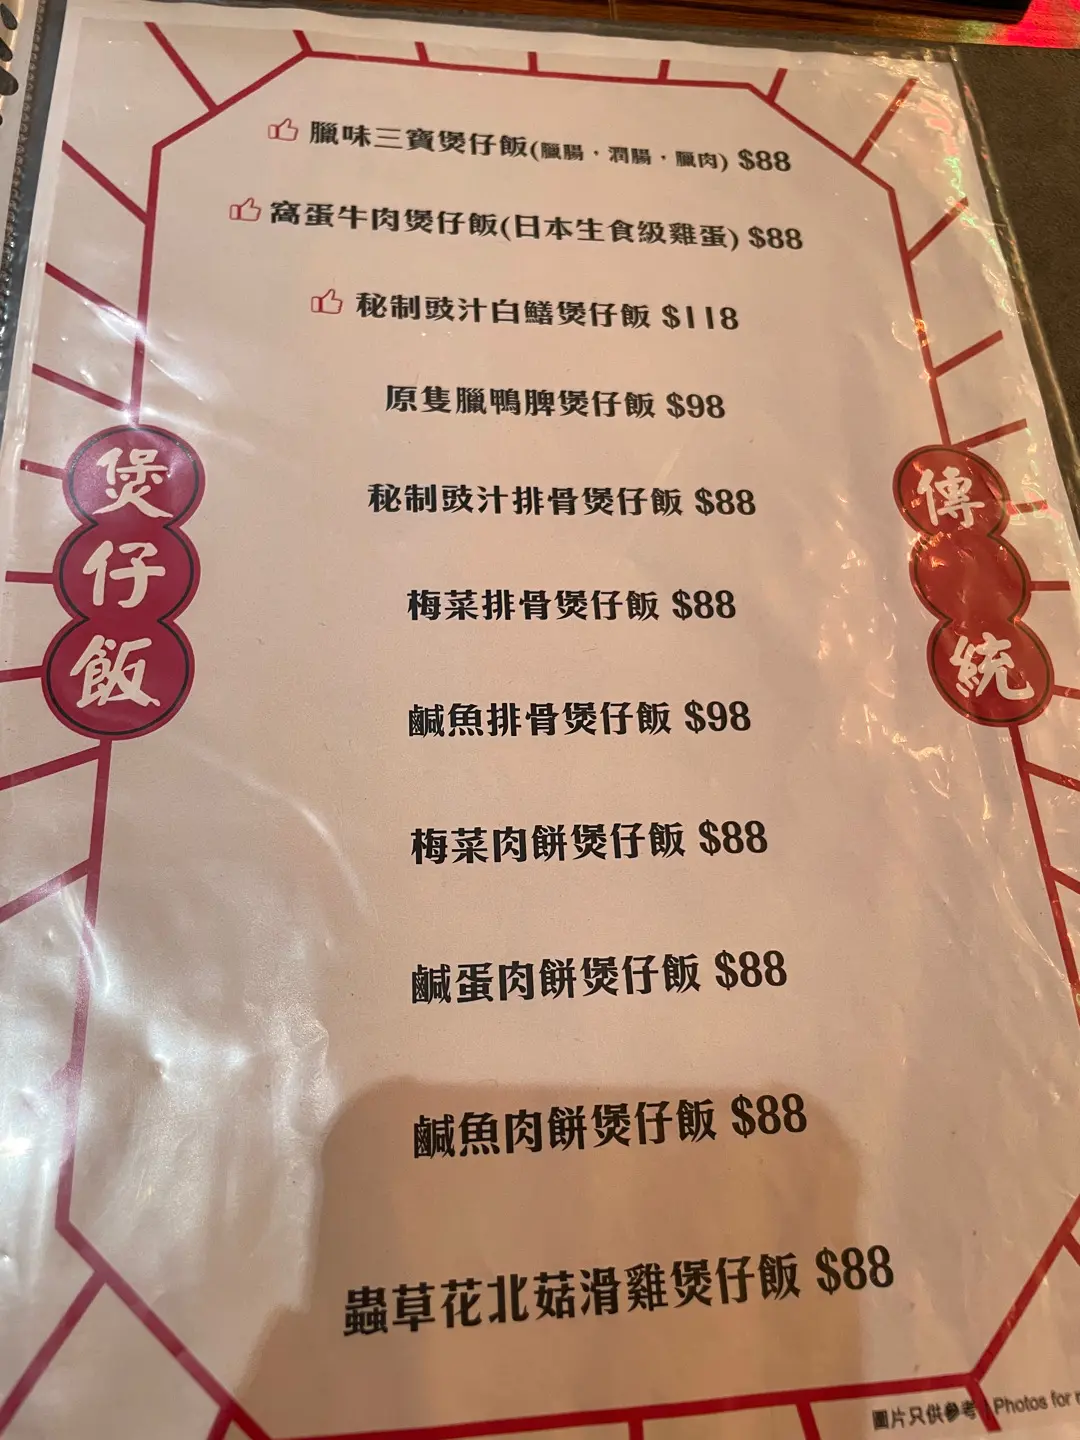 臘味三寶煲仔飯(臘腸·潤腸·臘肉) $88
窩蛋牛肉煲仔飯(日本生食級雞蛋) $88
秘制豉汁白鱔煲仔飯 $118
原隻臘鴨脾煲仔飯 $98
秘制豉汁排骨煲仔飯 $88
梅菜排骨煲仔飯 $88
鹹魚排骨煲仔飯 $98
梅菜肉餅煲仔飯 $88
鹹蛋肉餅煲仔飯 $88
鹹魚肉餅煲仔飯 $88
蟲草花北菇滑雞煲仔飯 $88
傳統
煲仔飯
圖片只供參考 Photos for